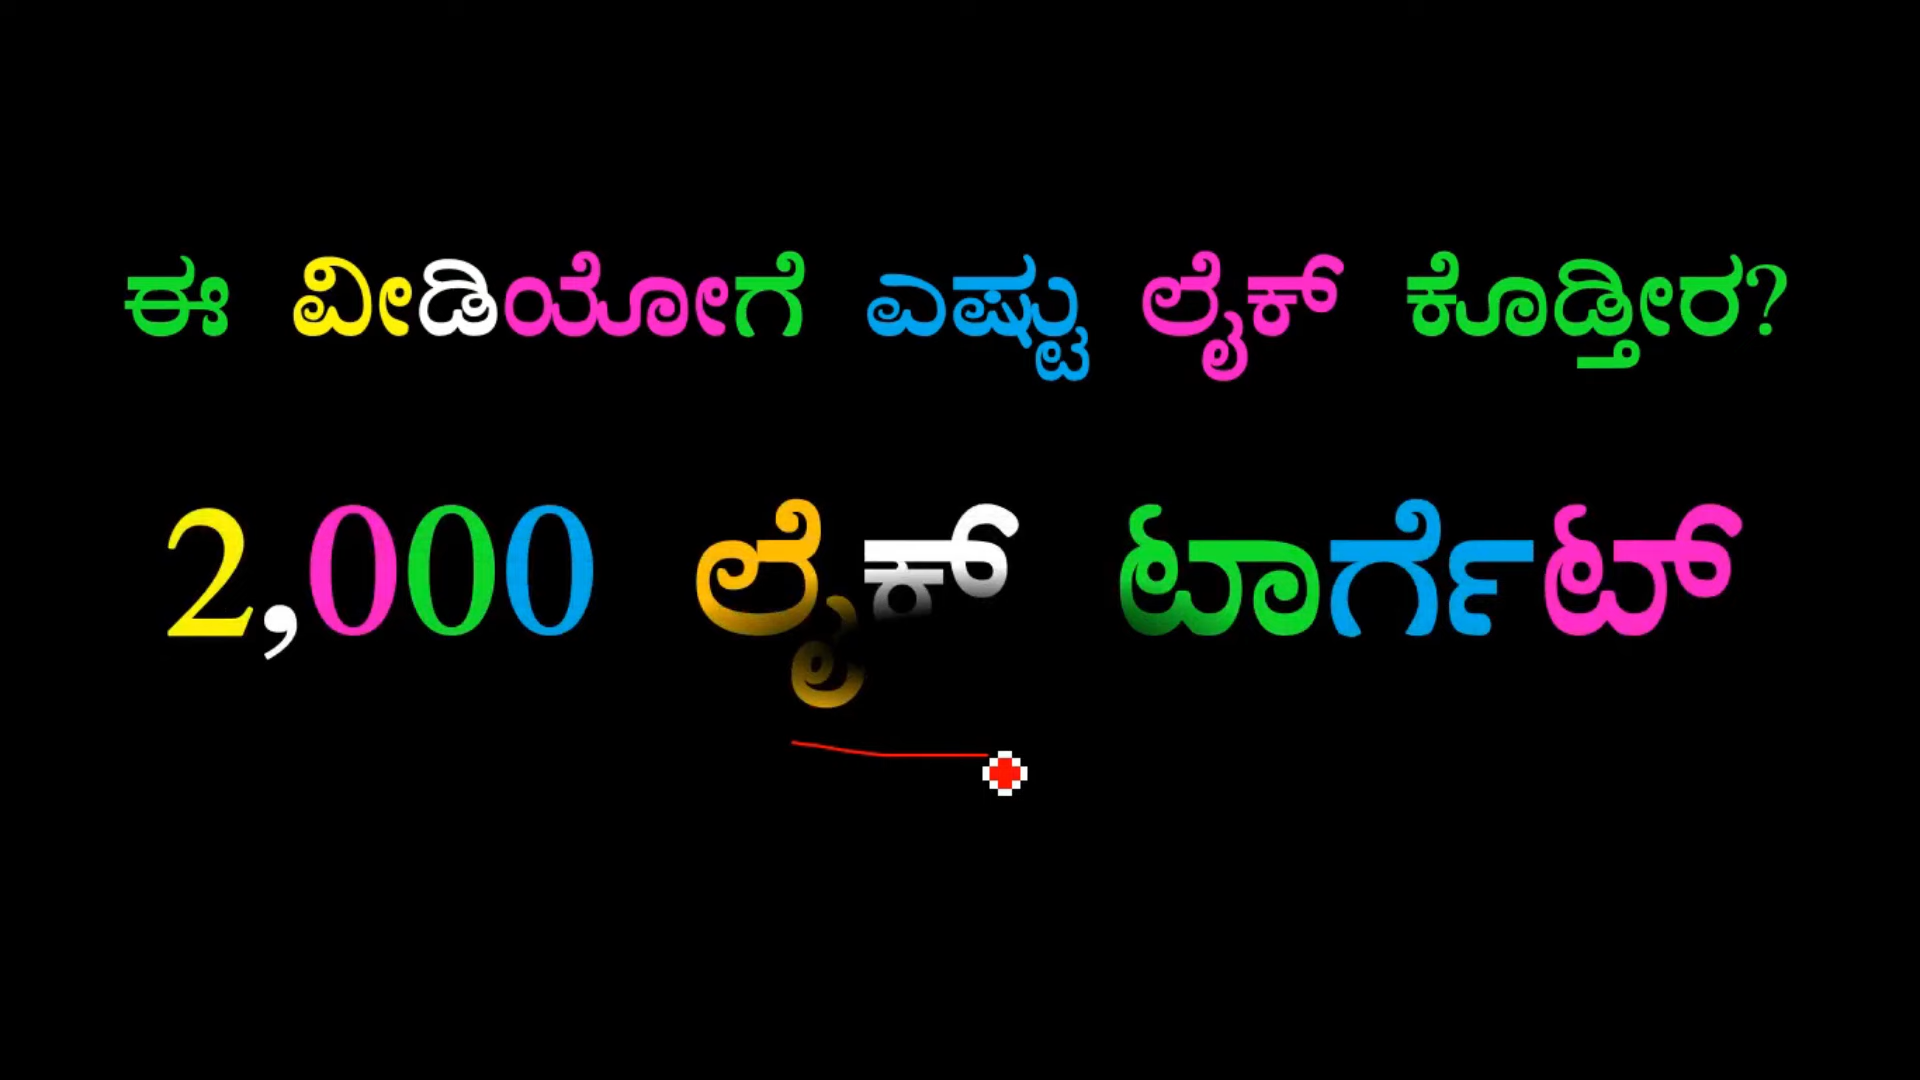 ಈ ವೀಡಿಯೋಗೆ ಎಷ್ಟು ಲೈಕ್ ಕೊಡ್ತೀರ?
2,000 ಲೈಕ್ ಟಾರ್ಗೆಟ್